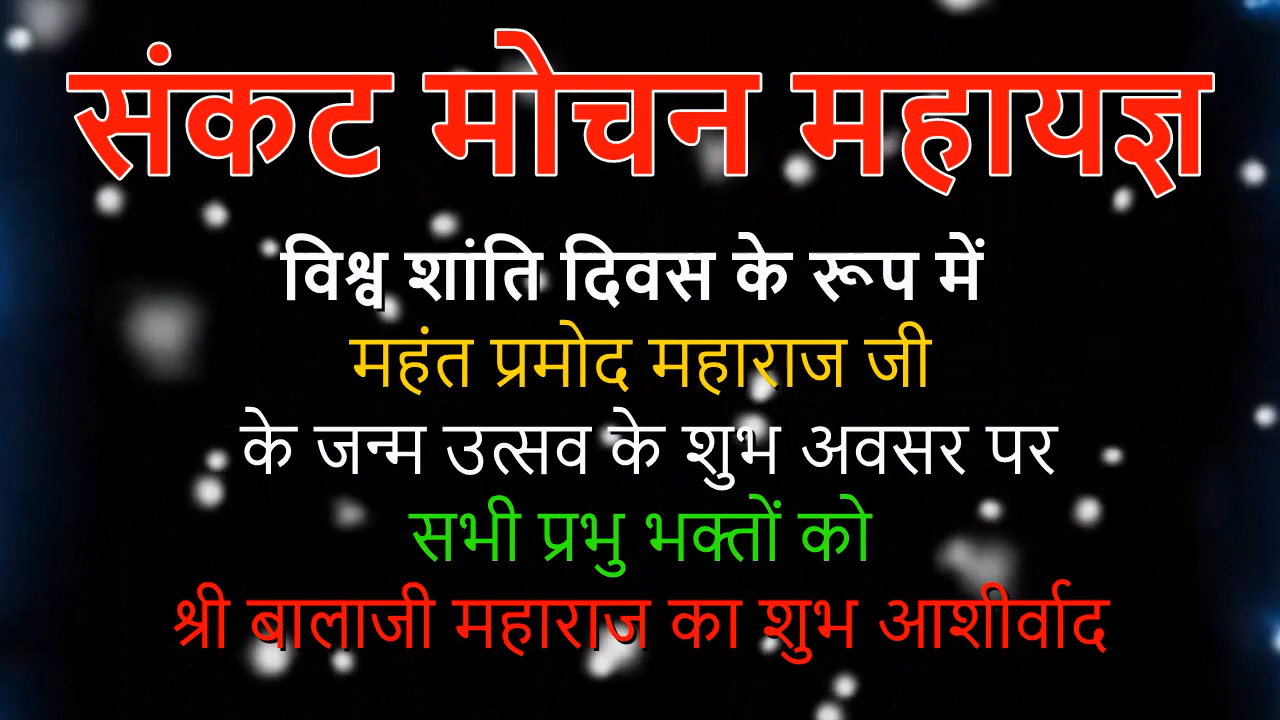 संकट मोचन महायज्ञ
विश्व शांति दिवस के रूप में
महंत प्रमोद महाराज जी
के जन्म उत्सव के शुभ अवसर पर
सभी प्रभु भक्तों को
श्री बालाजी महाराज का शुभ आशीर्वाद